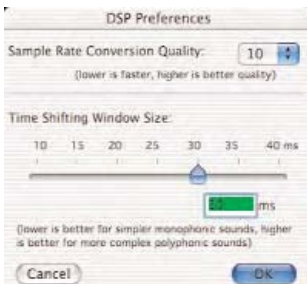 DSP Preferences
Sample Rate Conversion Quality: 10
(lower is faster, higher is better quality)
Time Shifting Window Size:
10 15 20 25 30 35 40 ms
ms
(lower is better for simpler monophonic sounds, higher
is better for more complex polyphonic sounds)
Cancel OK